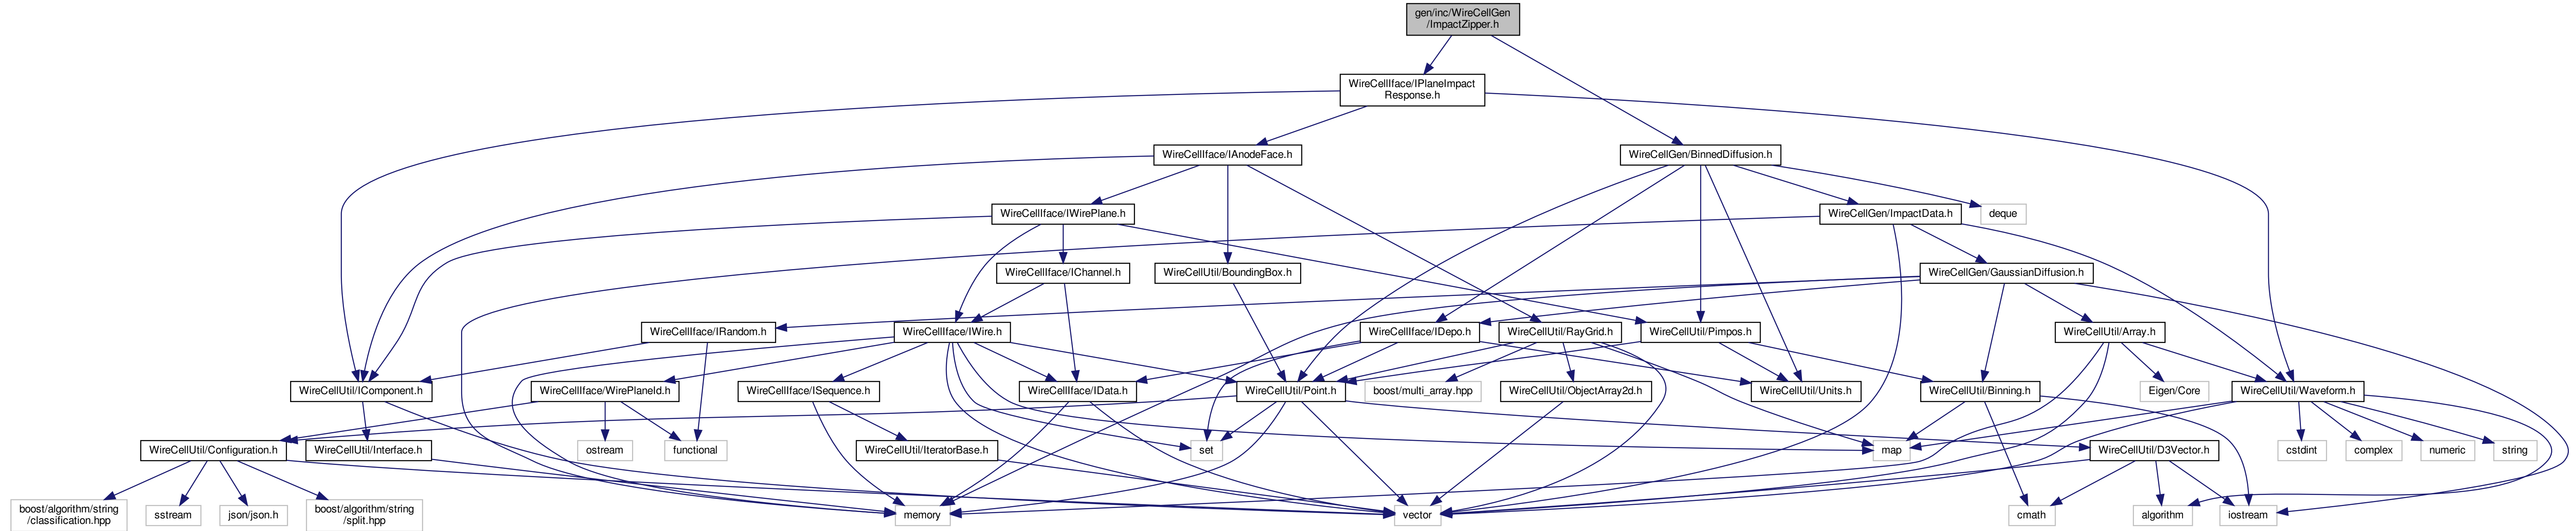 gen/inc/WireCellGen
/ImpactZipper.h
WireCellIface/IPlaneImpact
Response.h
WireCellIface/IAnodeFace.h
WireCellGen/BinnedDiffusion.h
WireCellIface/IWirePlane.h
WireCellGen/ImpactData.h
deque
WireCellIface/IChannel.h
WireCellUtil/BoundingBox.h
WireCellGen/GaussianDiffusion.h
WireCellIface/IRandom.h
WireCellIface/IWire.h
WireCellIface/IDepo.h
WireCellUtil/RayGrid.h
WireCellUtil/Pimpos.h
WireCellUtil/Array.h
WireCellUtil/IComponent.h
WireCellIface/WirePlaneId.h
WireCellIface/ISequence.h
WireCellIface/IData.h
WireCellUtil/Point.h
boost/multi_array.hpp
WireCellUtil/ObjectArray2d.h
WireCellUtil/Units.h
WireCellUtil/Binning.h
Eigen/Core
WireCellUtil/Waveform.h
WireCellUtil/Configuration.h
WireCellUtil/Interface.h
ostream
functional
WireCellUtil/IteratorBase.h
set
map
WireCellUtil/D3Vector.h
cstdint
complex
numeric
string
boost/algorithm/string
/classification.hpp
sstream
json/json.h
boost/algorithm/string
/split.hpp
memory
vector
cmath
algorithm
iostream